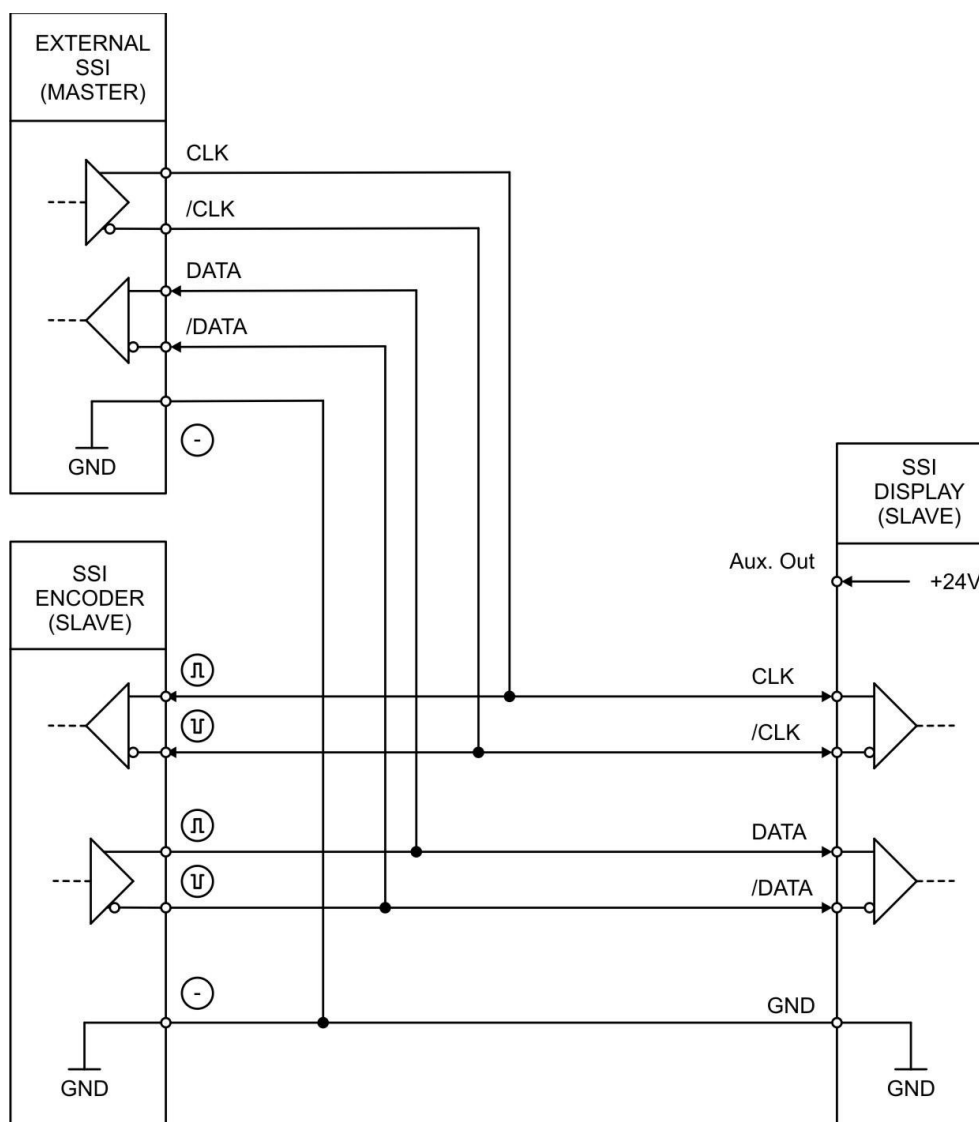 EXTERNAL
SSI
(MASTER)
CLK
/CLK
DATA
/DATA
-
GND
SSI
DISPLAY
(SLAVE)
Aux. Out
+24V
SSI
ENCODER
(SLAVE)
CLK
/CLK
DATA
/DATA
-
GND
GND
GND